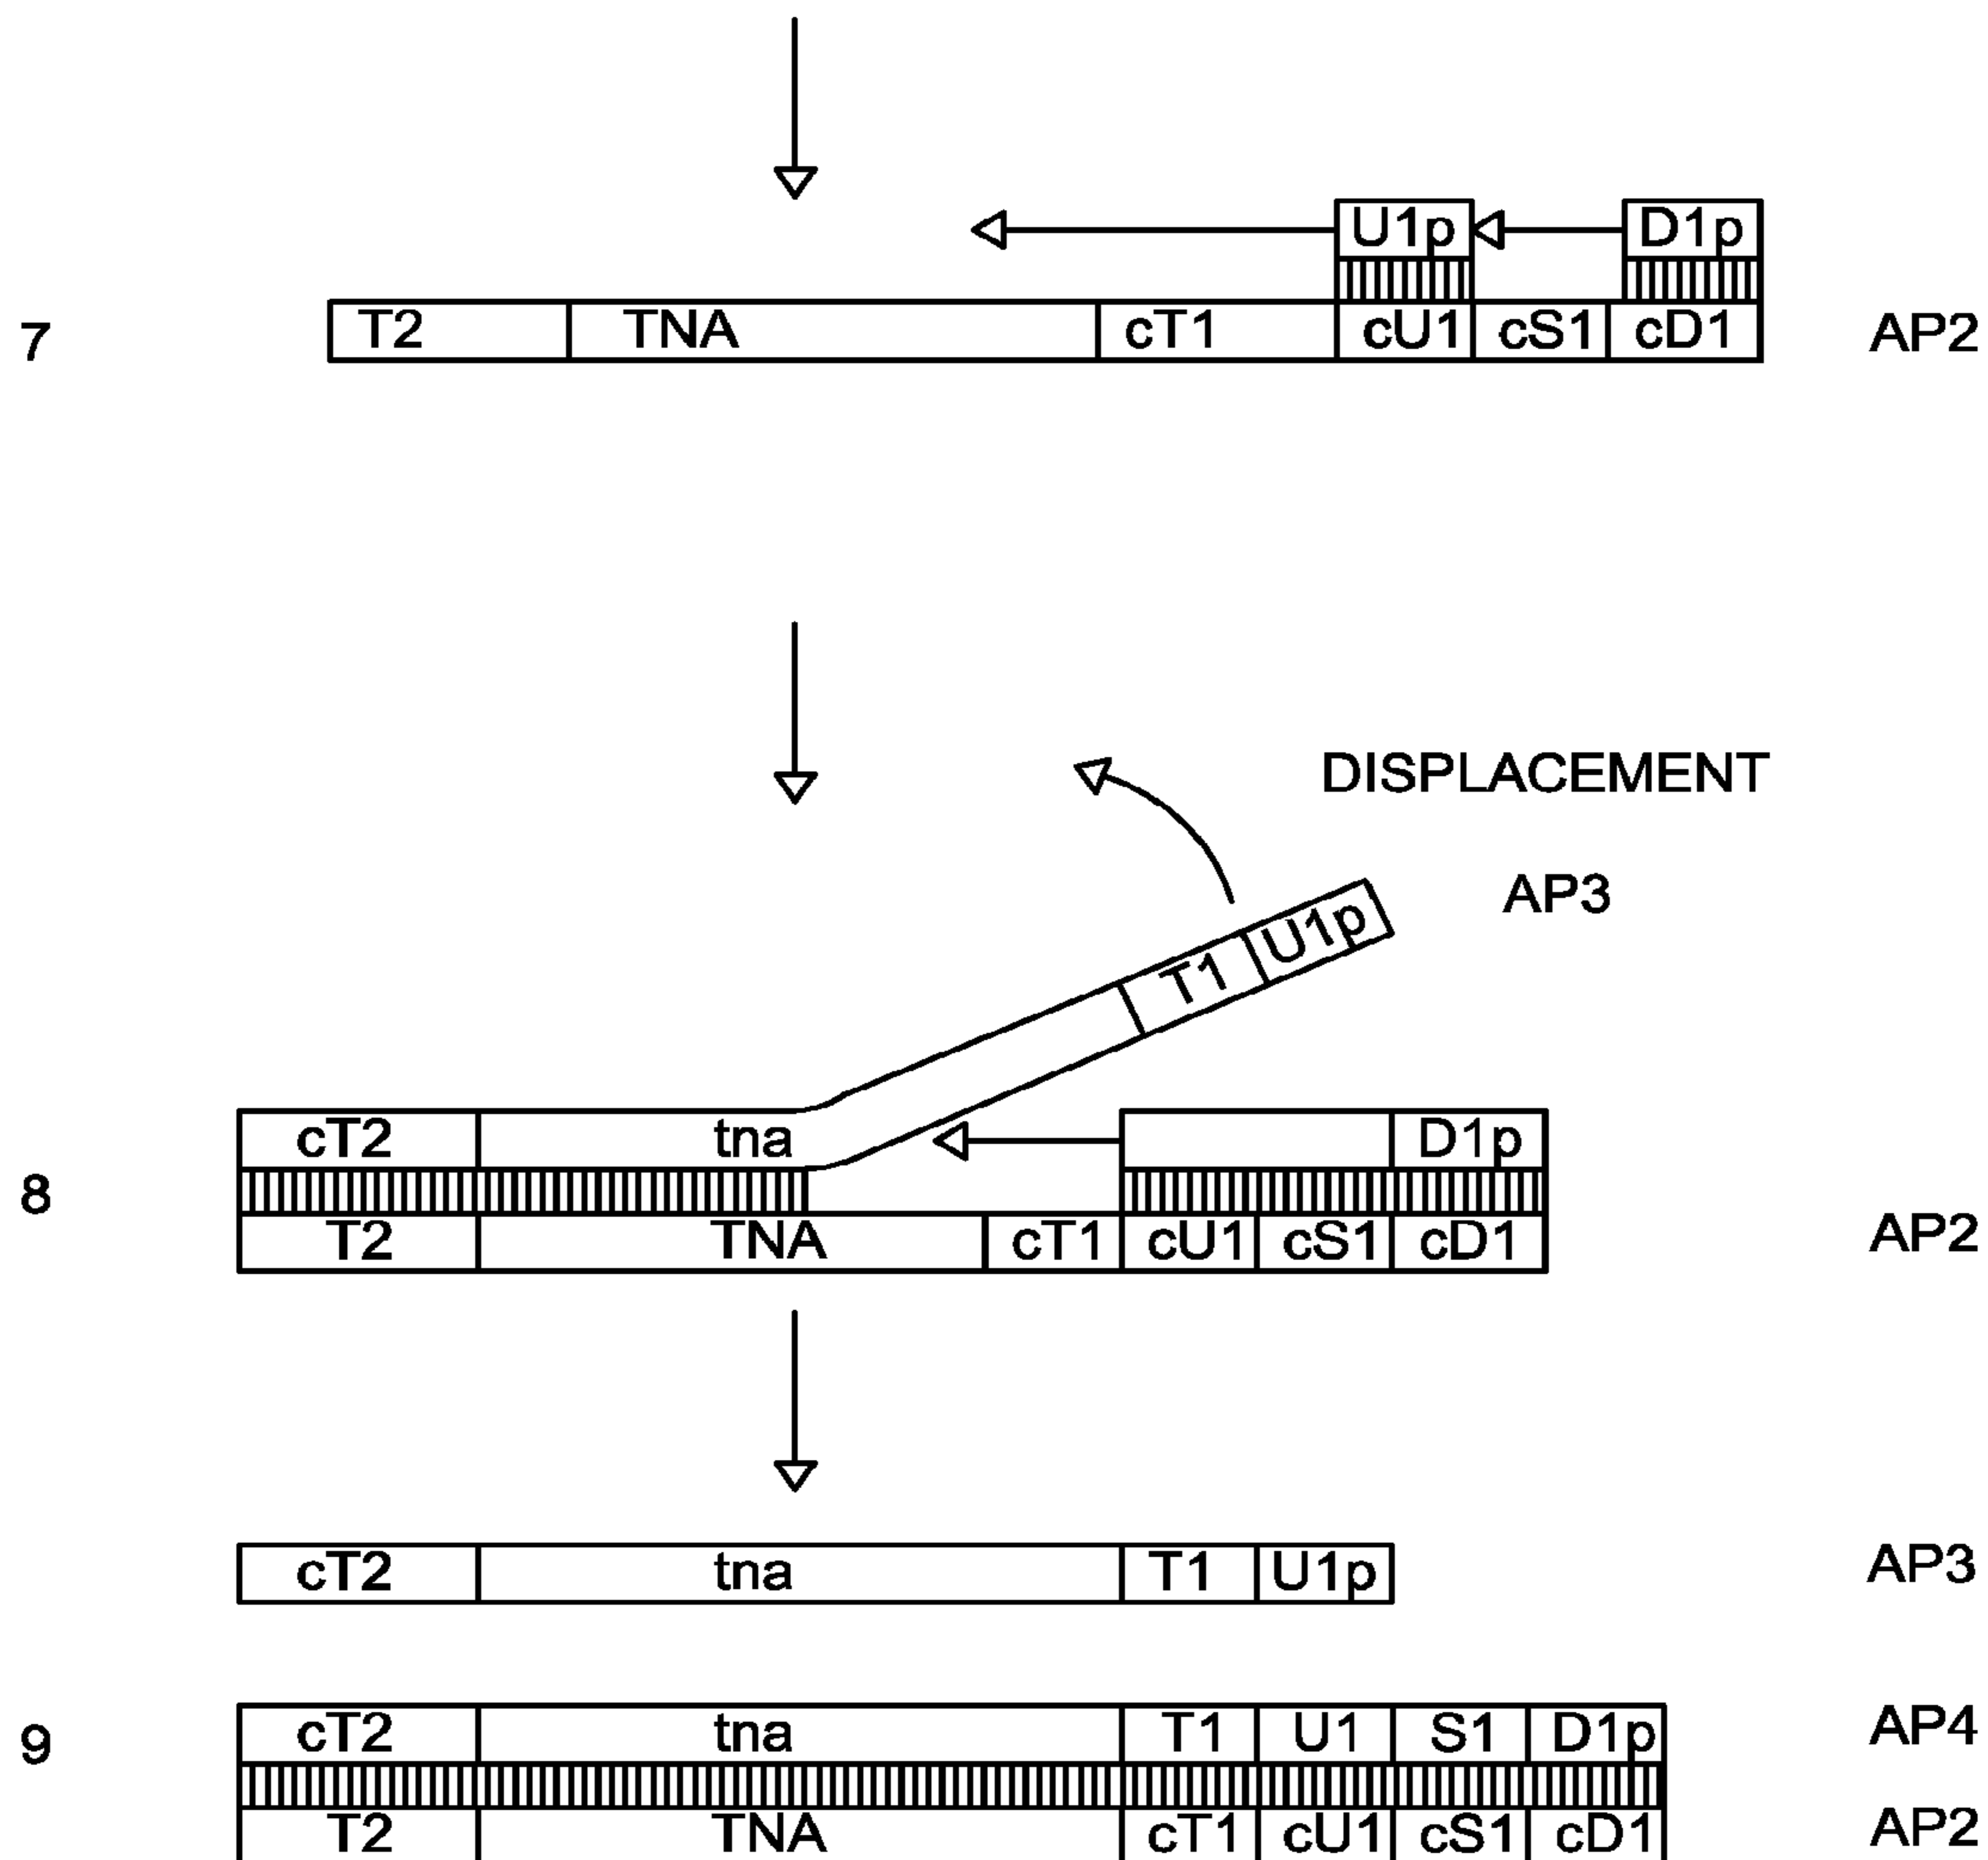 U1p D1p
7 T2 TNA cT1 cU1 cS1 cD1 AP2
DISPLACEMENT
AP3
T1 U1p
cT2 tna D1p
8 T2 TNA cT1 cU1 cS1 cD1 AP2
cT2 tna T1 U1p AP3
9 cT2 tna T1 U1 S1 D1p AP4
T2 TNA cT1 cU1 cS1 cD1 AP2